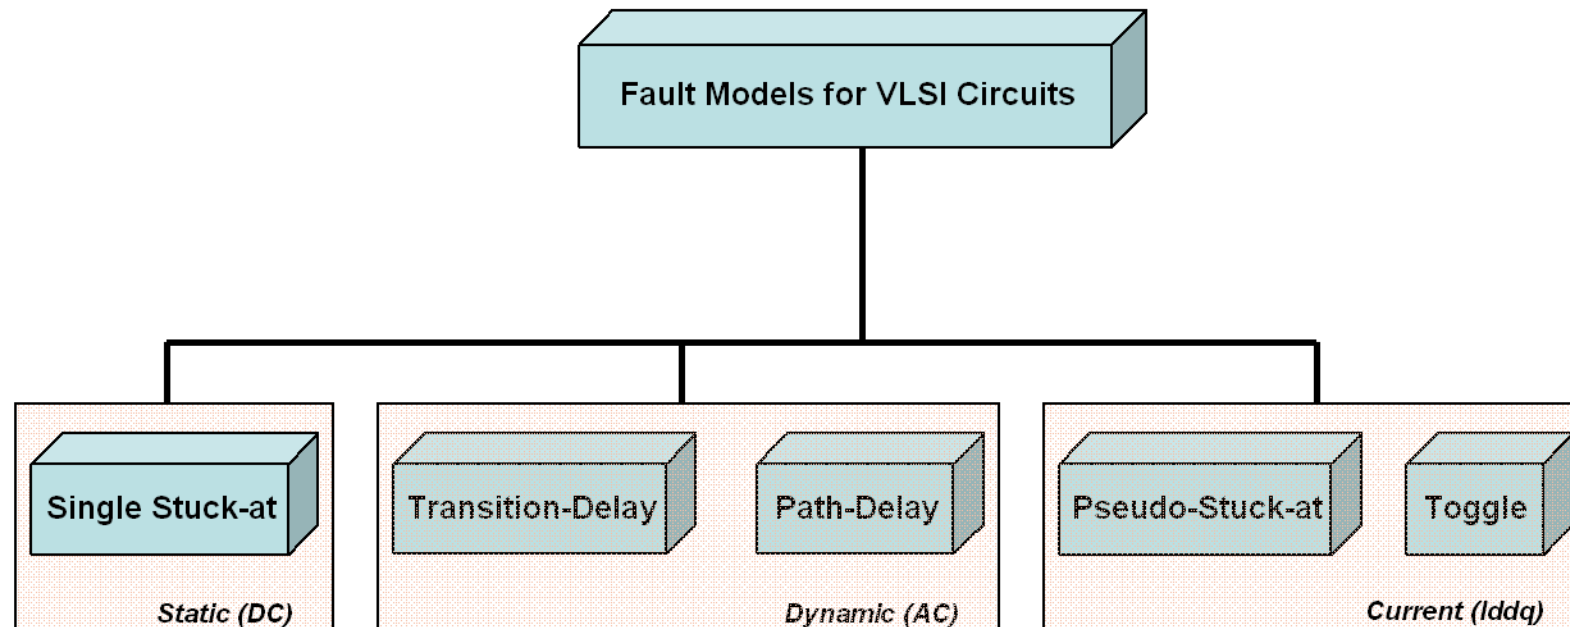 Fault Models for VLSI Circuits
Single Stuck-at
Transition-Delay
Path-Delay
Pseudo-Stuck-at
Toggle
Static (DC)
Dynamic (AC)
Current (Iddq)